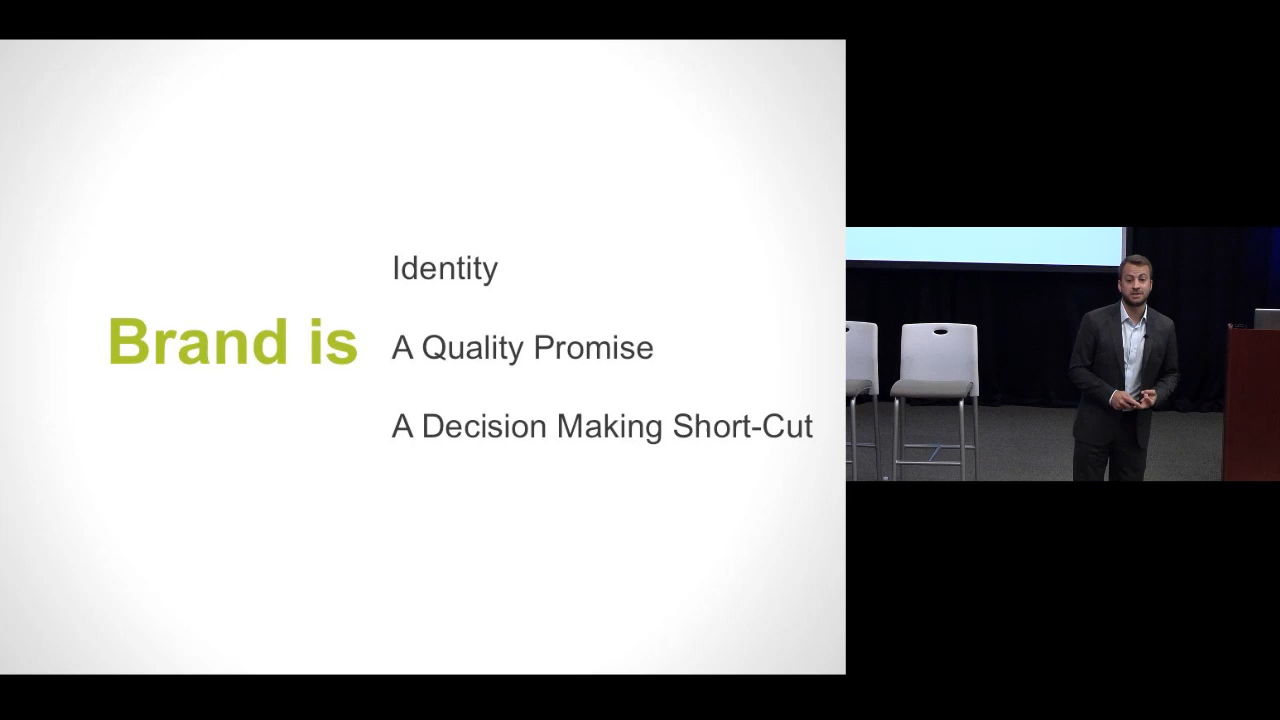 Identity
Brand is
A Quality Promise
A Decision Making Short-Cut